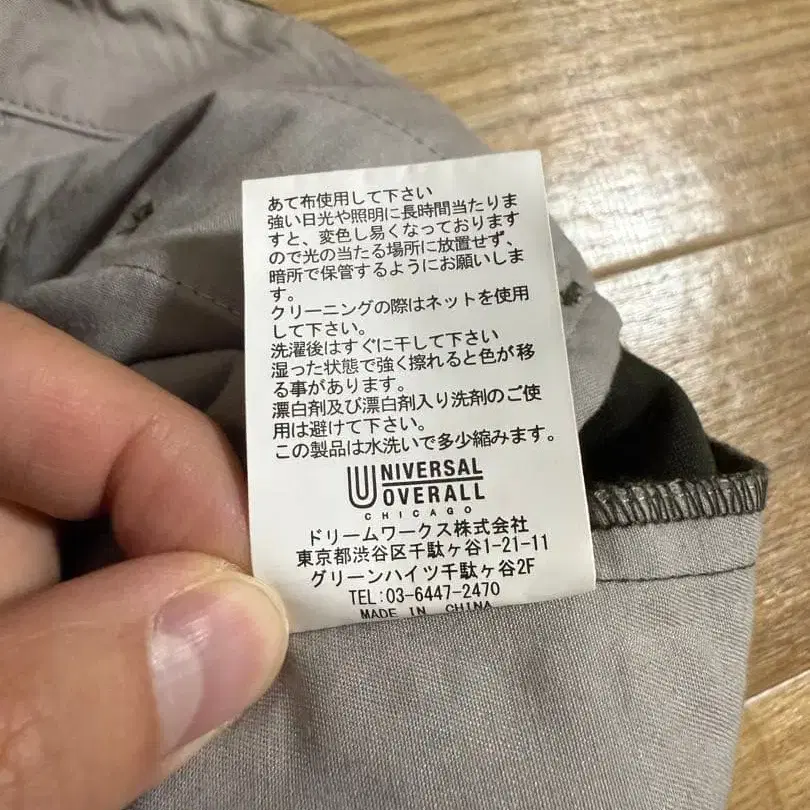 あて布使用して下さい
強い日光や照明に長時間当たりま
すと、変色し易くなっております
ので光の当たる場所に放置せず、
暗所で保管するようにお願いしま
す。
クリーニングの際はネットを使用
して下さい。
洗濯後はすぐに干して下さい
湿った状態で強く擦れると色が移
る事があります。
漂白剤及び漂白剤入り洗剤のご使
用は避けて下さい。
この製品は水洗いで多少縮みます。
UNIVERSAL
OVERALL
CHICAGO
ドリームワークス株式会社
東京都渋谷区千駄ヶ谷1-21-11
グリーンハイツ千駄ヶ谷2F
TEL:03-6447-2470
MADE IN CHINA